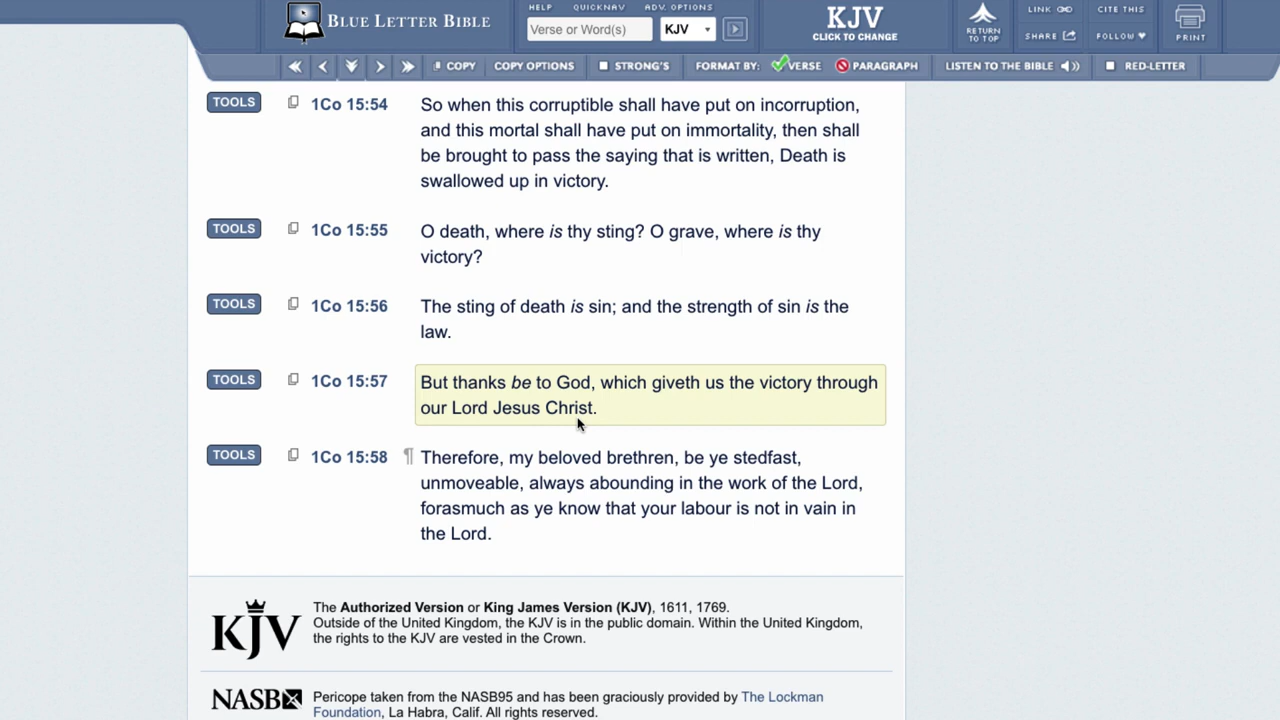 BLUE LETTER BIBLE
HELP QUICKNAV ADV. OPTIONS
Verse or Word(s) KJV
KJV
CLICK TO CHANGE
RETURN
TO TOP
LINK CITE THIS
SHARE FOLLOW
PRINT
COPY COPY OPTIONS STRONG'S FORMAT BY: VERSE PARAGRAPH LISTEN TO THE BIBLE RED-LETTER
TOOLS 1Co 15:54 So when this corruptible shall have put on incorruption,
and this mortal shall have put on immortality, then shall
be brought to pass the saying that is written, Death is
swallowed up in victory.
TOOLS 1Co 15:55 O death, where is thy sting? O grave, where is thy
victory?
TOOLS 1Co 15:56 The sting of death is sin; and the strength of sin is the
law.
TOOLS 1Co 15:57 But thanks be to God, which giveth us the victory through
our Lord Jesus Christ.
TOOLS 1Co 15:58 ¶ Therefore, my beloved brethren, be ye stedfast,
unmoveable, always abounding in the work of the Lord,
forasmuch as ye know that your labour is not in vain in
the Lord.
KJV
The Authorized Version or King James Version (KJV), 1611, 1769.
Outside of the United Kingdom, the KJV is in the public domain. Within the United Kingdom,
the rights to the KJV are vested in the Crown.
NASB
Pericope taken from the NASB95 and has been graciously provided by The Lockman
Foundation, La Habra, Calif. All rights reserved.